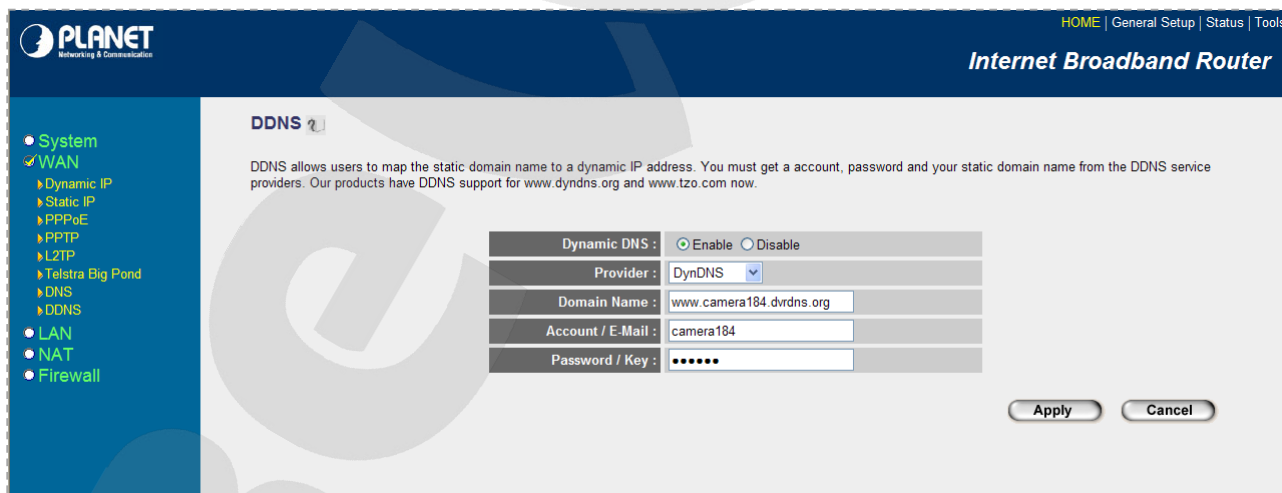 PLANET
Networking & Communication
HOME | General Setup | Status | Tools
Internet Broadband Router
System
WAN
Dynamic IP
Static IP
PPPoE
PPTP
L2TP
Telstra Big Pond
DNS
DDNS
LAN
NAT
Firewall
DDNS
DDNS allows users to map the static domain name to a dynamic IP address. You must get a account, password and your static domain name from the DDNS service
providers. Our products have DDNS support for www.dyndns.org and www.tzo.com now.
Dynamic DNS : Enable Disable
Provider : DynDNS
Domain Name : www.camera184.dvrdns.org
Account / E-Mail : camera184
Password / Key : ••••••
Apply Cancel